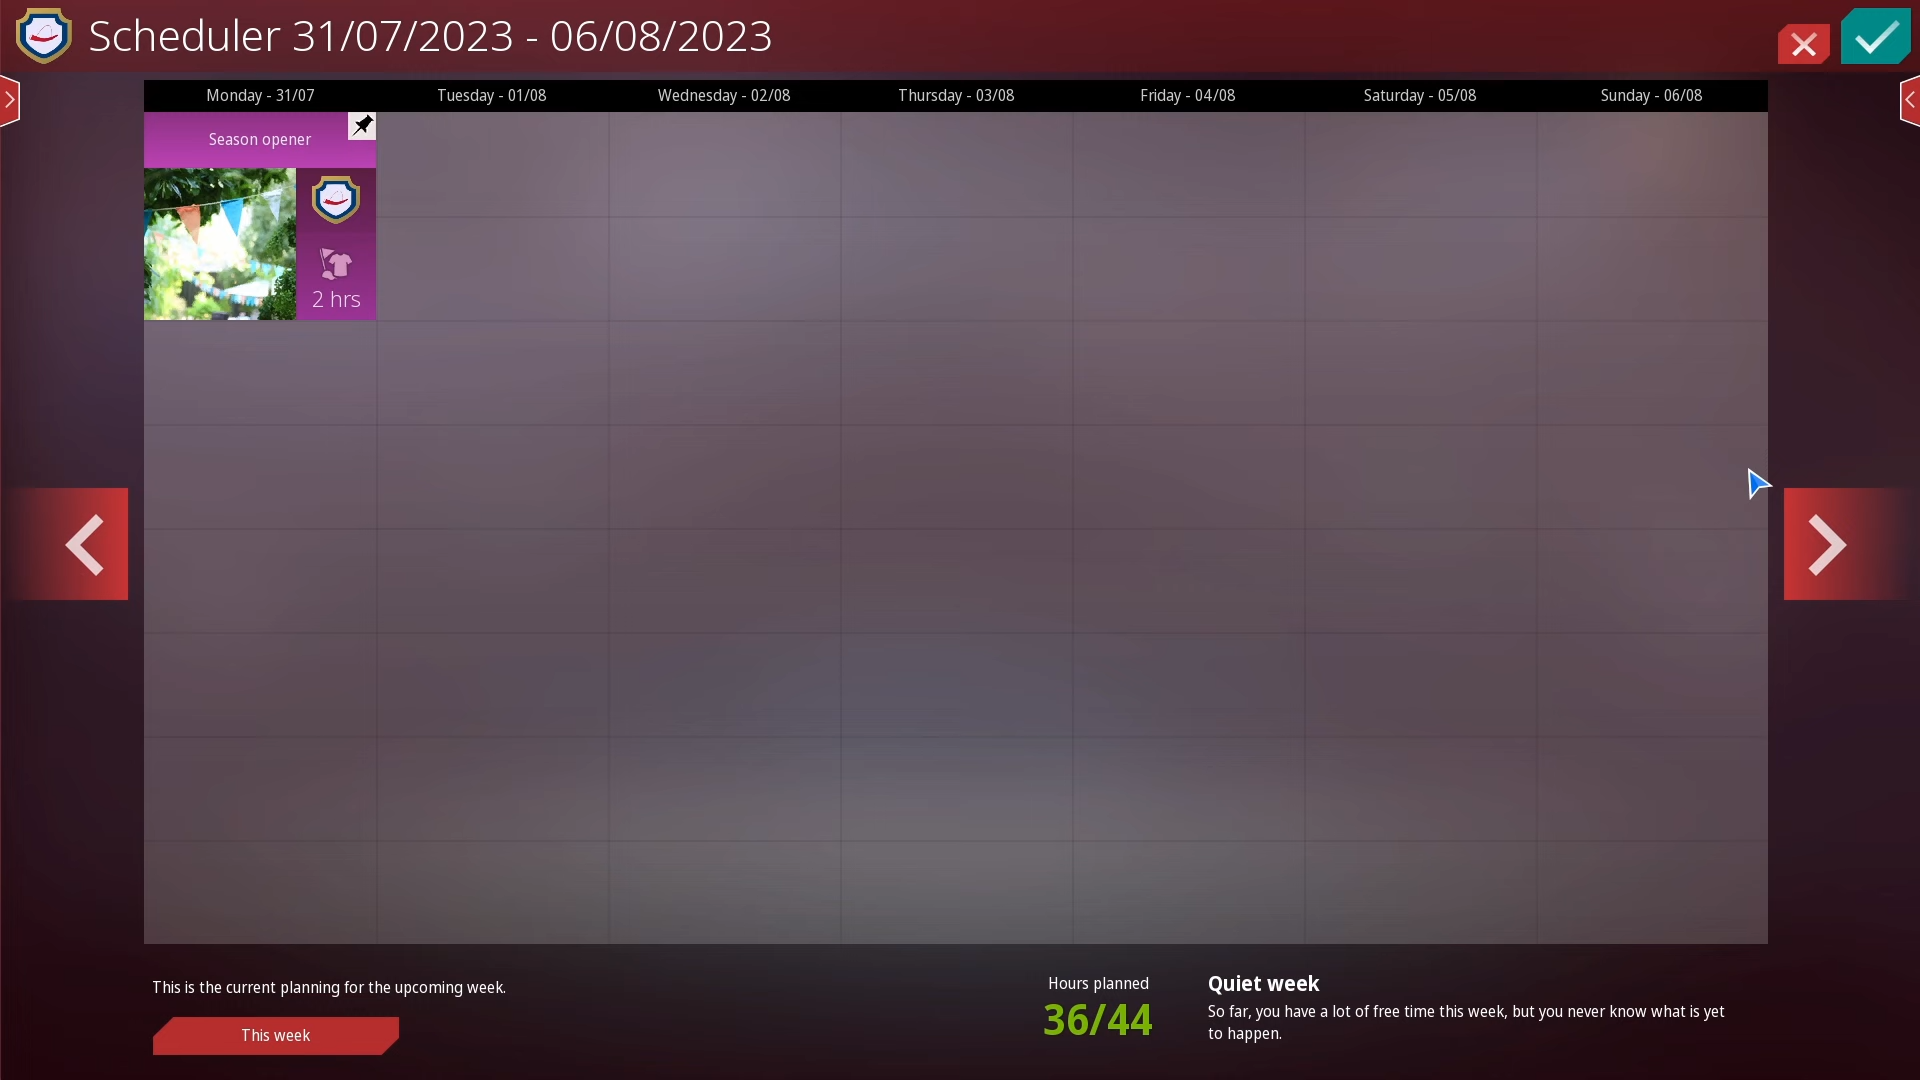 Scheduler 31/07/2023 - 06/08/2023
Monday - 31/07
Tuesday - 01/08
Wednesday - 02/08
Thursday - 03/08
Friday - 04/08
Saturday - 05/08
Sunday - 06/08
Season opener
2 hrs
This is the current planning for the upcoming week.
This week
Hours planned
36/44
Quiet week
So far, you have a lot of free time this week, but you never know what is yet
to happen.